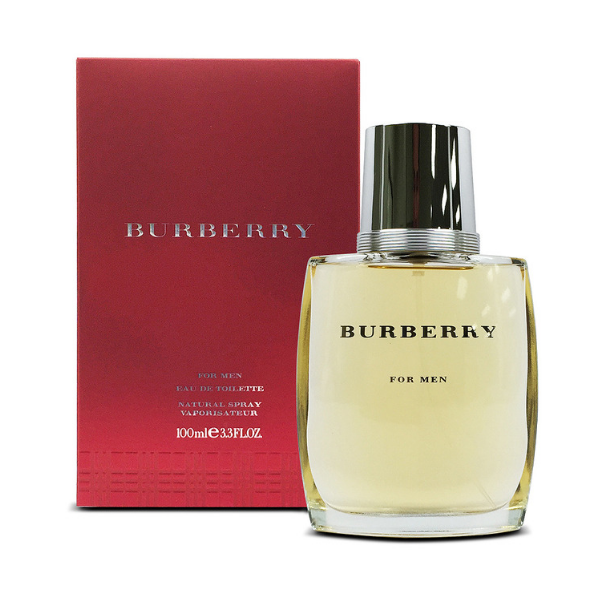 BURBERRY
FOR MEN
EAU DE TOILETTE
NATURAL SPRAY
VAPORISATEUR
100ml℮3.3FL.OZ.
BURBERRY
FOR MEN